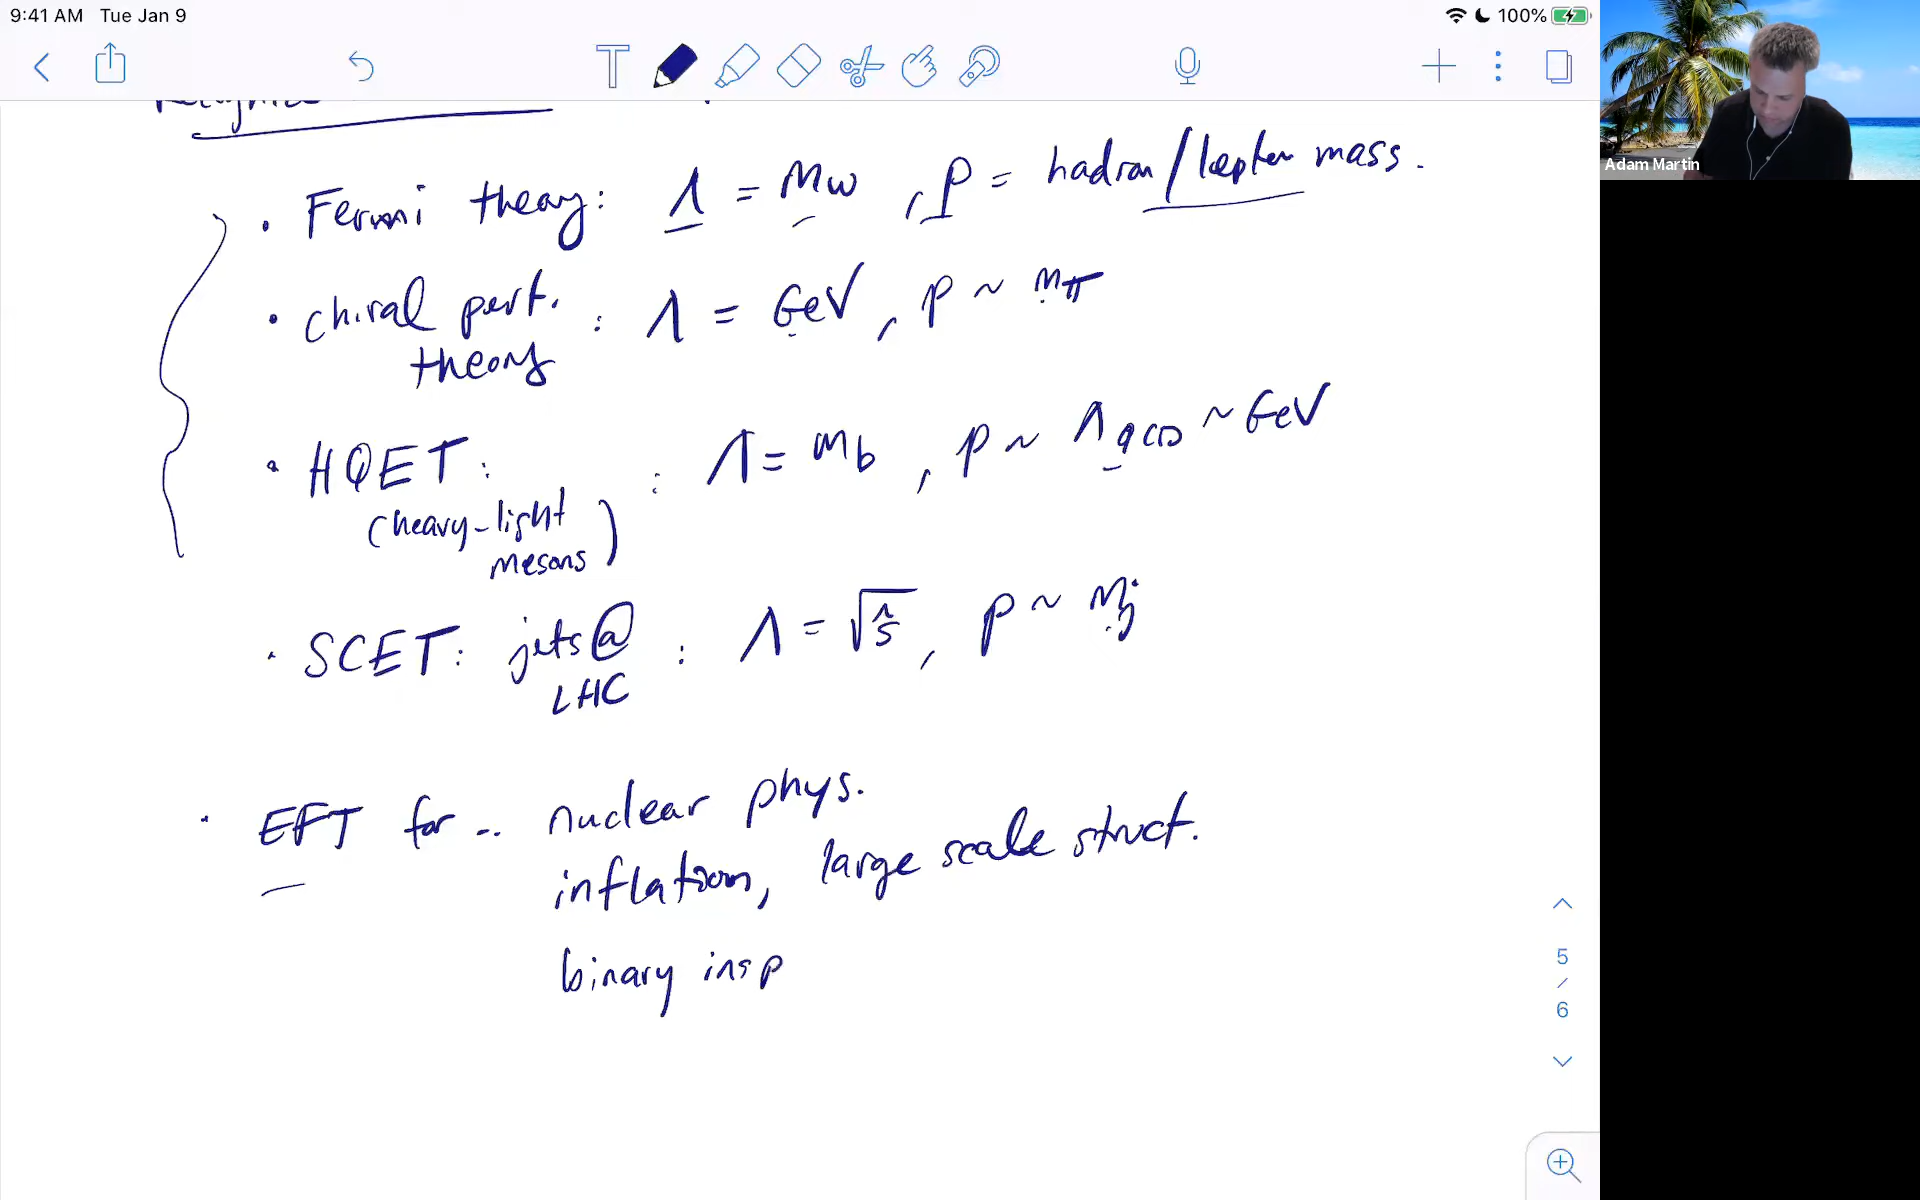 9:41 AM Tue Jan 9
100%
Adam Martin
• Fermi theory: Λ = Mw , p = hadron/lepton mass.
• chiral pert. theory : Λ = GeV , p ~ mπ
• HQET: (heavy-light mesons) : Λ = mb , p ~ Λqcd ~ GeV
• SCET: jets @ LHC : Λ = √ŝ , p ~ Mj
• EFT for .. nuclear phys.
inflation, large scale struct.
binary insp
5
/
6